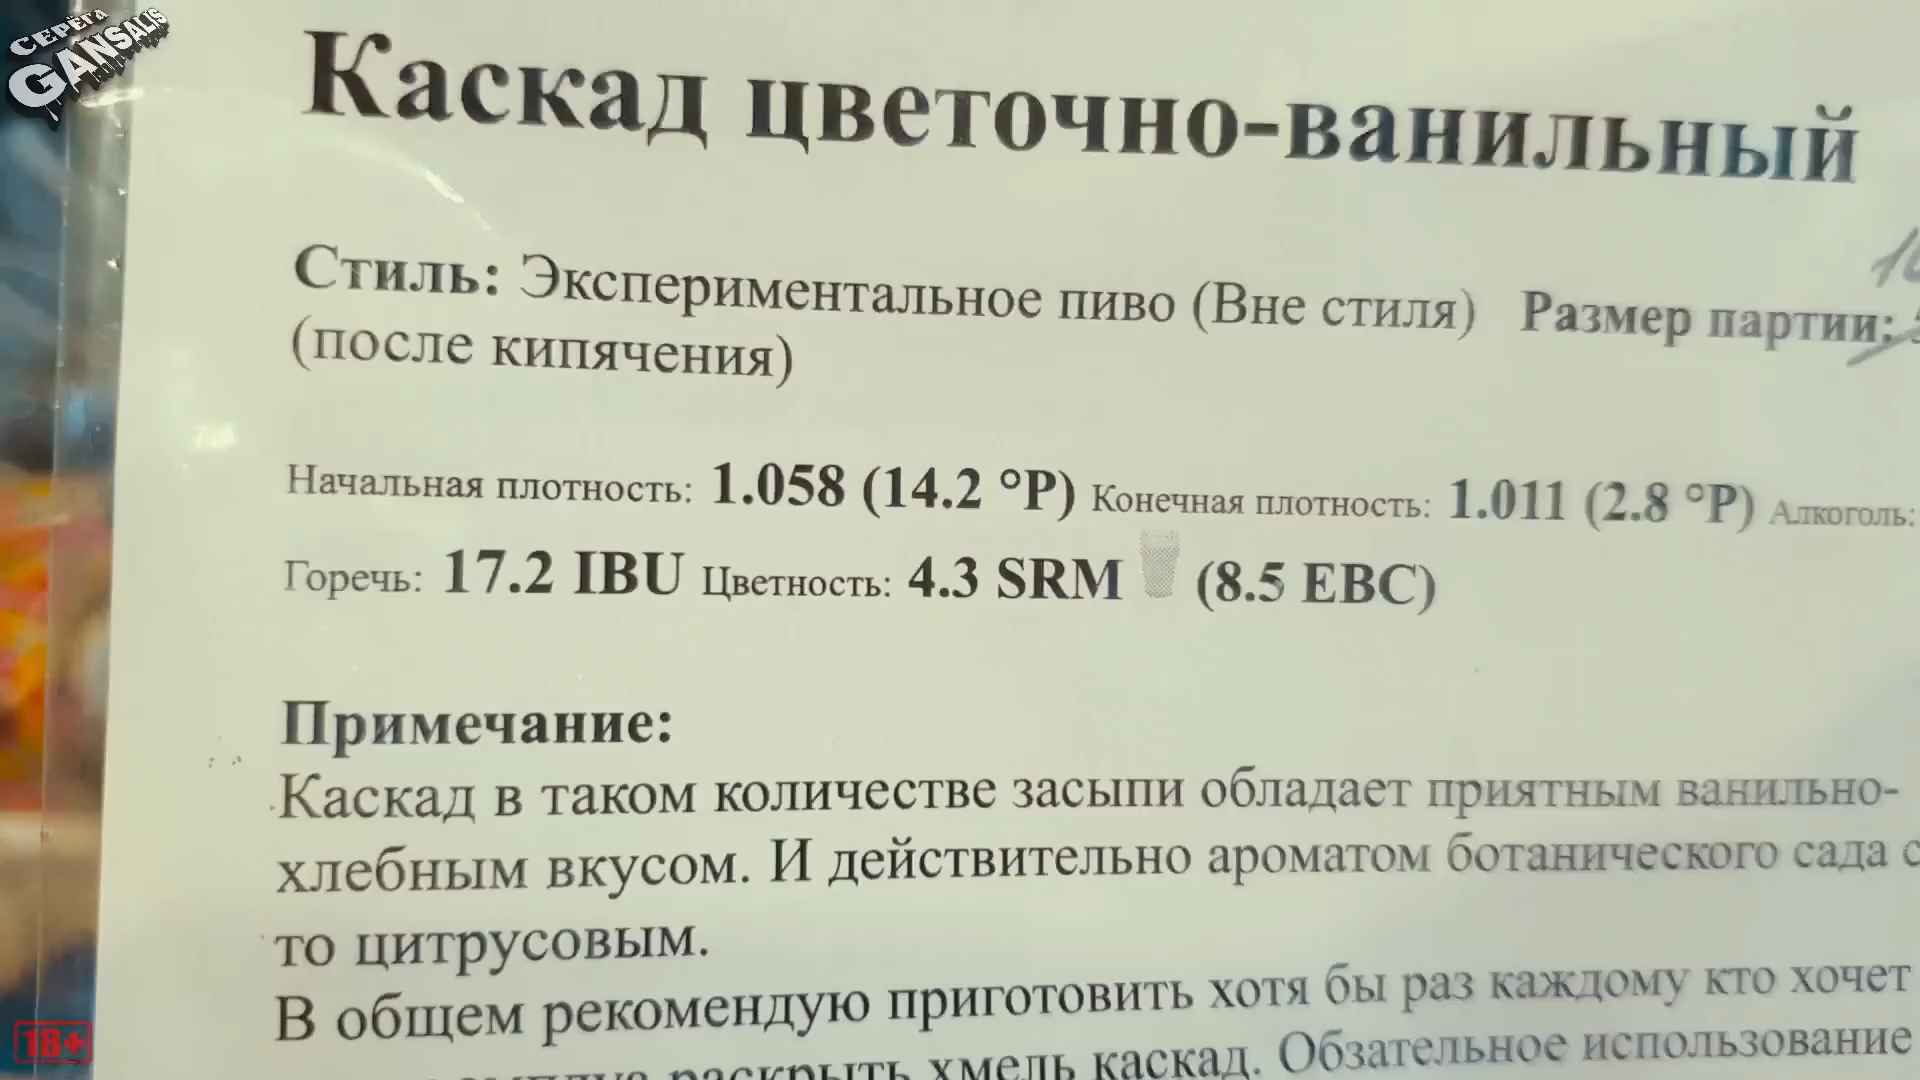 СЕРЁГА
GANSALIS
Каскад цветочно-ванильный
Стиль: Экспериментальное пиво (Вне стиля) Размер партии:
(после кипячения)
Начальная плотность: 1.058 (14.2 °P) Конечная плотность: 1.011 (2.8 °P) Алкоголь:
Горечь: 17.2 IBU Цветность: 4.3 SRM (8.5 EBC)
Примечание:
Каскад в таком количестве засыпи обладает приятным ванильно-
хлебным вкусом. И действительно ароматом ботанического сада с
то цитрусовым.
В общем рекомендую приготовить хотя бы раз каждому кто хочет
раскрыть хмель каскад. Обзательное использование
18+